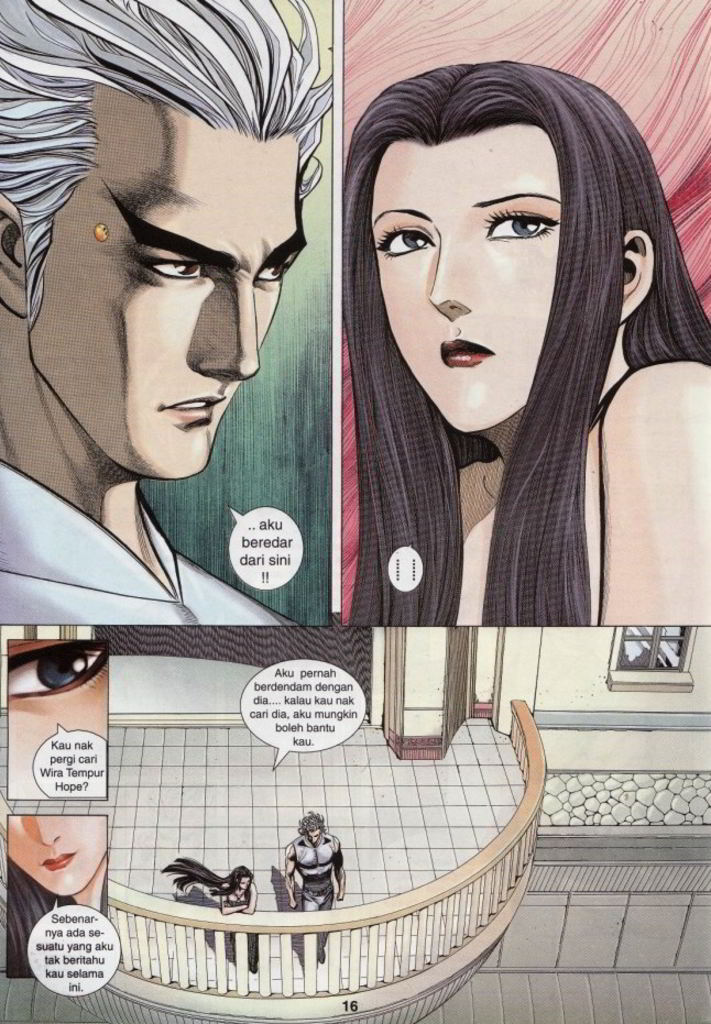 .. aku
beredar
dari sini
!!
Kau nak
pergi cari
Wira Tempur
Hope?
Aku pernah
berdendam dengan
dia.... kalau kau nak
cari dia, aku mungkin
boleh bantu
kau.
Sebenar-
nya ada se-
suatu yang aku
tak beritahu
kau selama
ini.
16